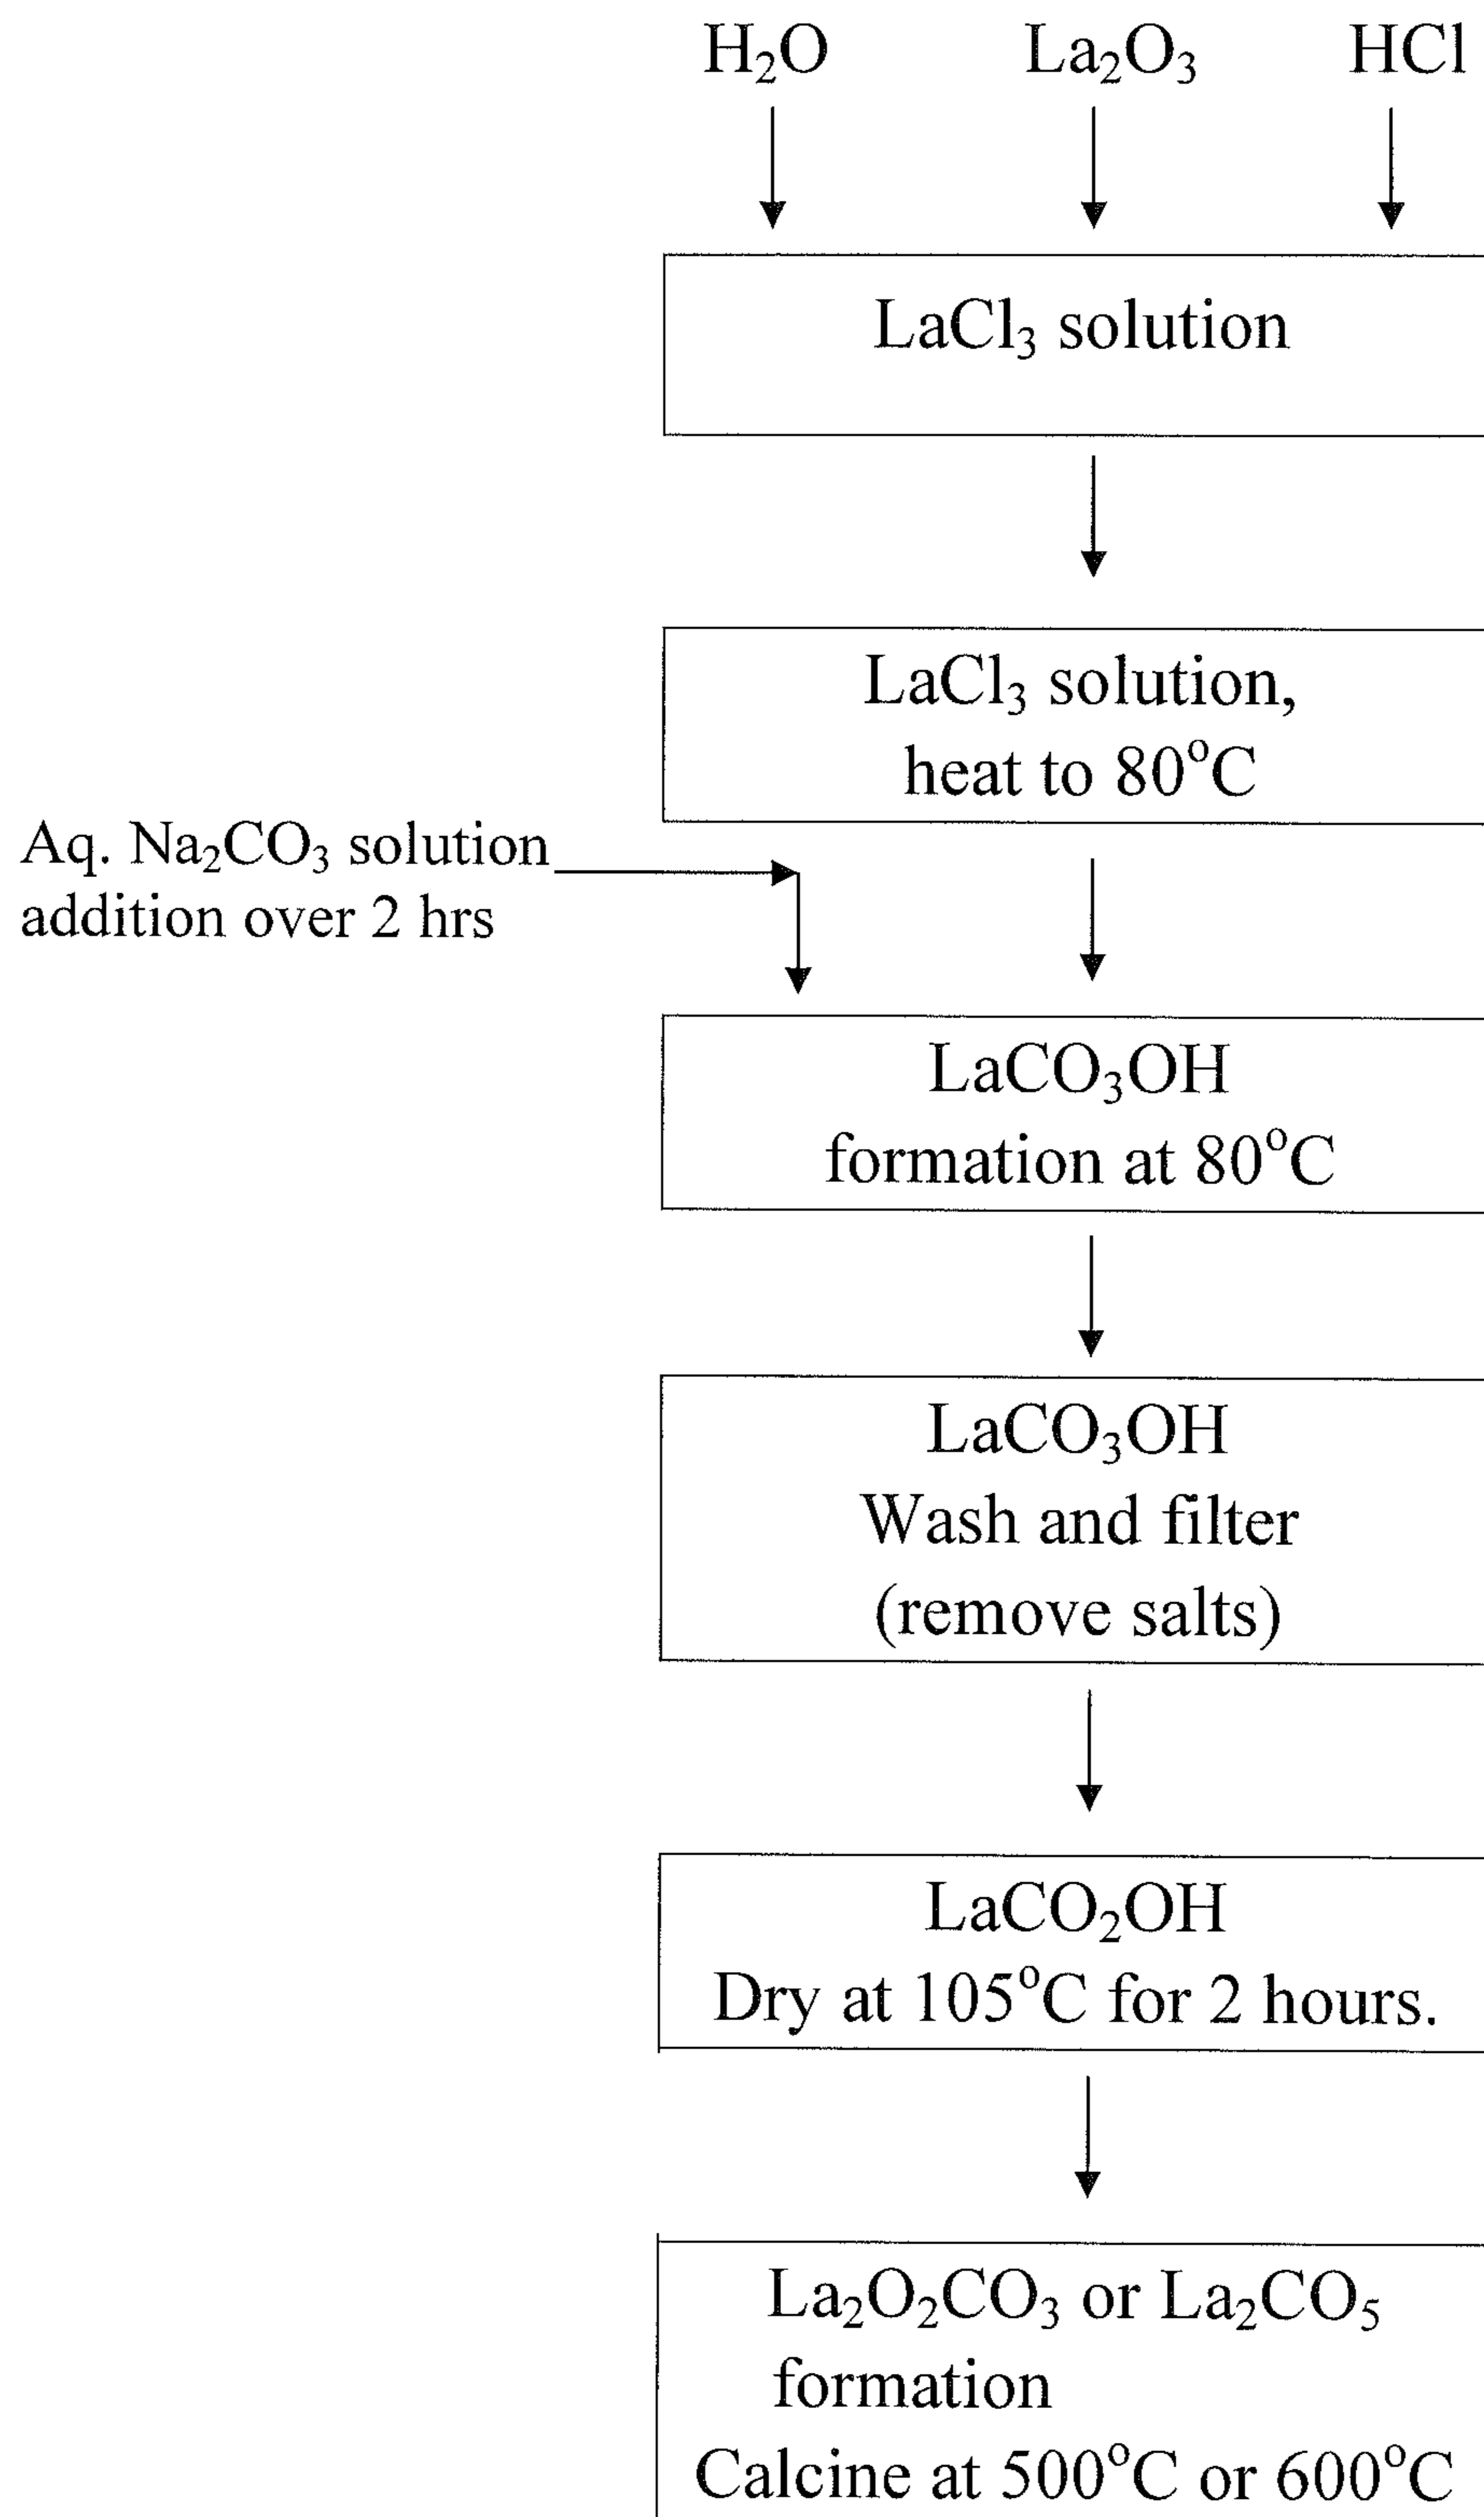 H₂O La₂O₃ HCl
LaCl₃ solution
LaCl₃ solution,
heat to 80°C
Aq. Na₂CO₃ solution
addition over 2 hrs
LaCO₃OH
formation at 80°C
LaCO₃OH
Wash and filter
(remove salts)
LaCO₂OH
Dry at 105°C for 2 hours.
La₂O₂CO₃ or La₂CO₅
formation
Calcine at 500°C or 600°C